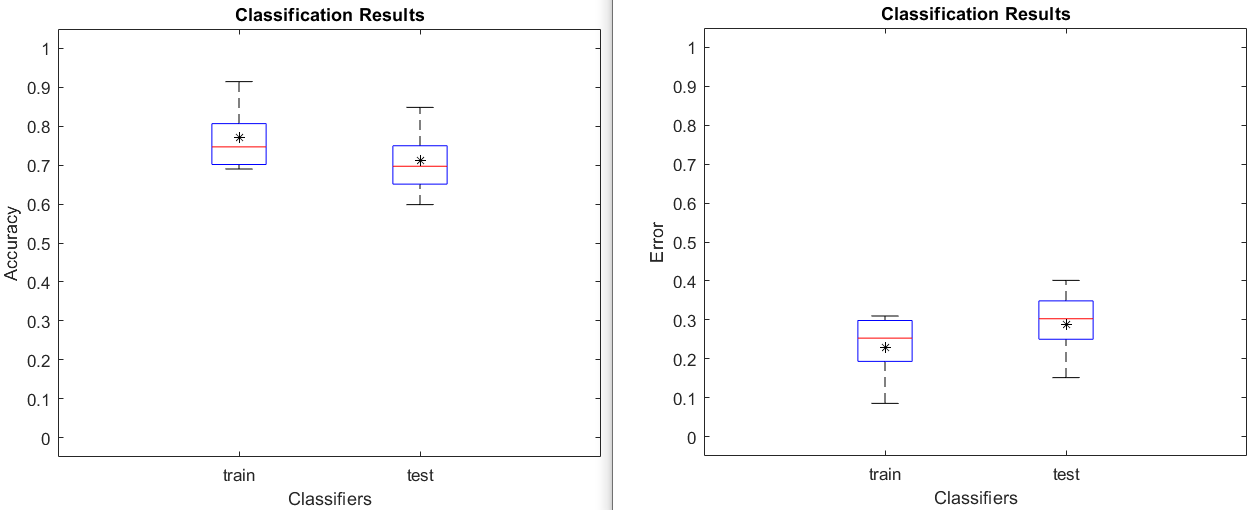 Classification Results
1
0.9
0.8
0.7
0.6
0.5
0.4
0.3
0.2
0.1
0
Accuracy
train test
Classifiers
Classification Results
1
0.9
0.8
0.7
0.6
0.5
0.4
0.3
0.2
0.1
0
Error
train test
Classifiers